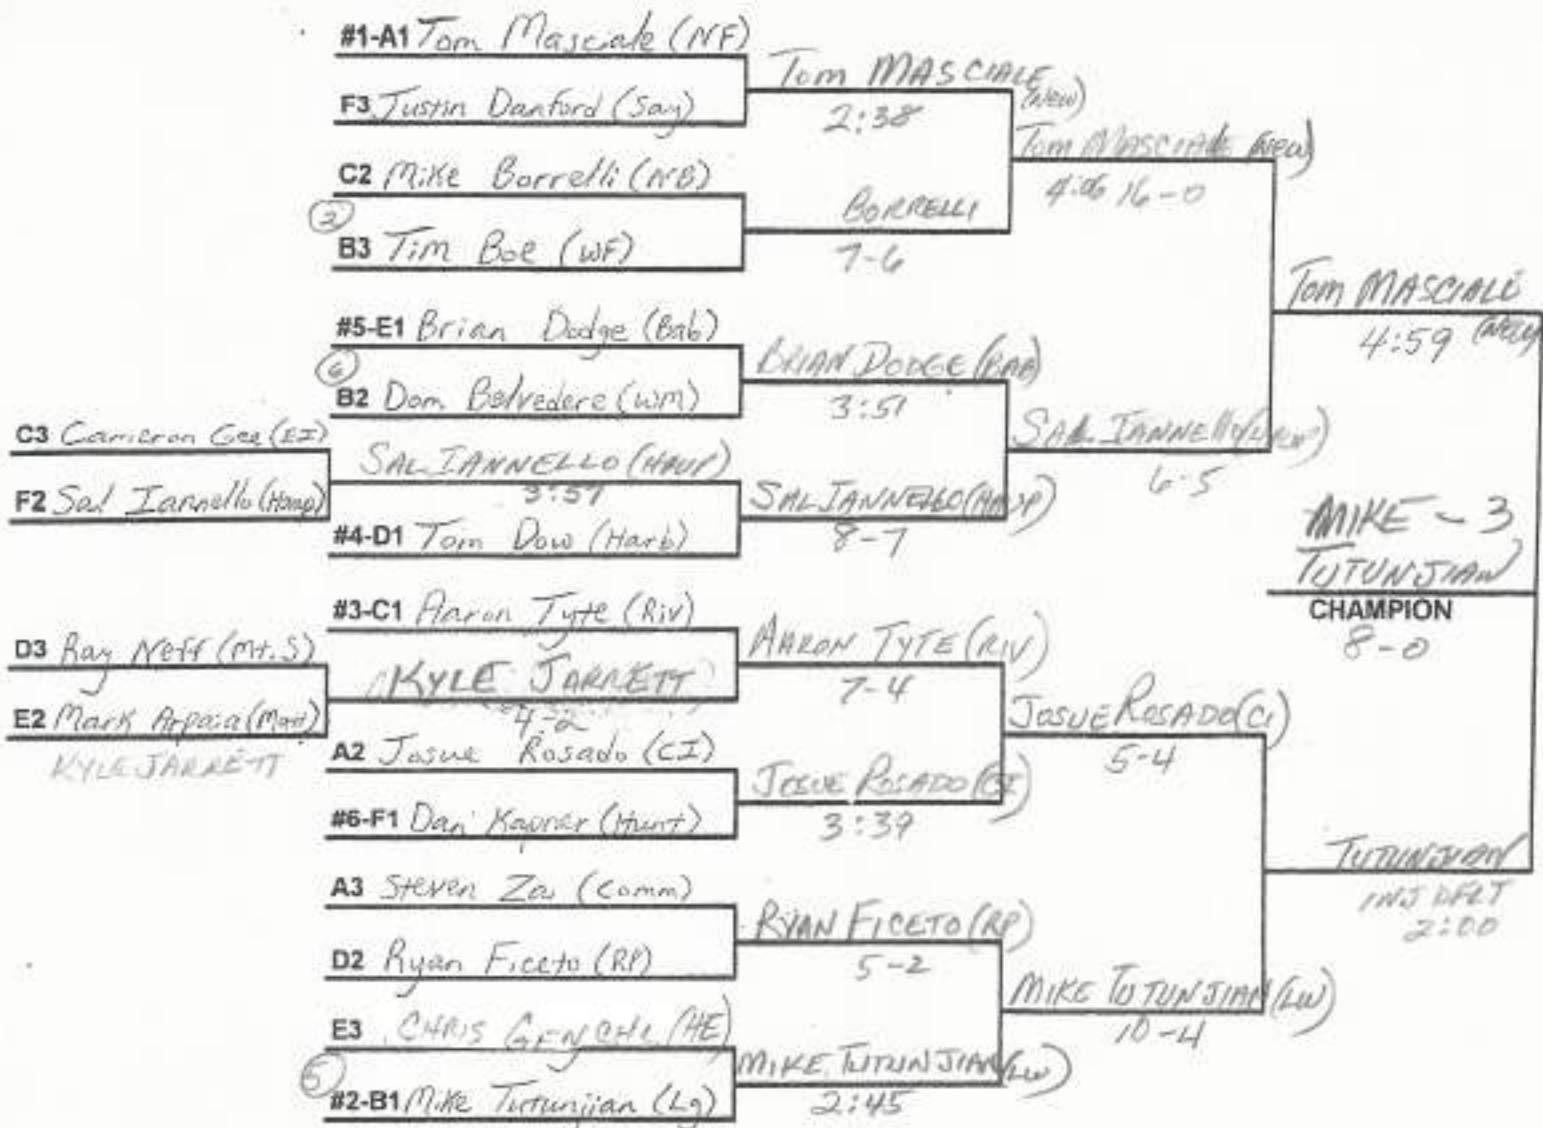 #1-A1 Tom Masciale (NF)
F3 Justin Danford (Say)
C2 Mike Borrelli (NB)
②
B3 Tim Boe (WF)
#5-E1 Brian Dodge (Bab)
⑥
B2 Dom Belvedere (WM)
C3 Cameron Gee (EI)
F2 Sal Iannello (Haup)
SAL IANNELLO (HAUP)
3:57
#4-D1 Tom Dow (Harb)
#3-C1 Aaron Tyte (Riv)
D3 Ray Neff (Mt. S)
E2 Mark Arpaia (Matt)
KYLE JARRETT
KYLE JARRETT
4-2
A2 Josue Rosado (CI)
#6-F1 Dan (Hunt)
A3 Steven (Comm)
D2 Ryan Ficeto (RP)
E3 CHRIS (HE)
⑤
#2-B1 Mike Tutunjian (Lg)
Tom MASCIALE
(New)
2:38
BORRELLI
7-6
BRIAN DODGE (BAB)
3:51
SAL IANNELLO (HAUP)
8-7
AARON TYTE (RIV)
7-4
JOSUE ROSADO (CI)
3:39
RYAN FICETO (RP)
5-2
MIKE TUTUNJIAN (LW)
2:45
Tom MASCIALE (New)
4:06 16-0
SAL IANNELLO
6-5
JOSUE ROSADO (CI)
5-4
MIKE TUTUNJIAN (LW)
10-4
Tom MASCIALE
4:59 (NEW)
TUTUNJIAN
INJ DFLT
2:00
MIKE - 3
TUTUNJIAN
CHAMPION
8-0